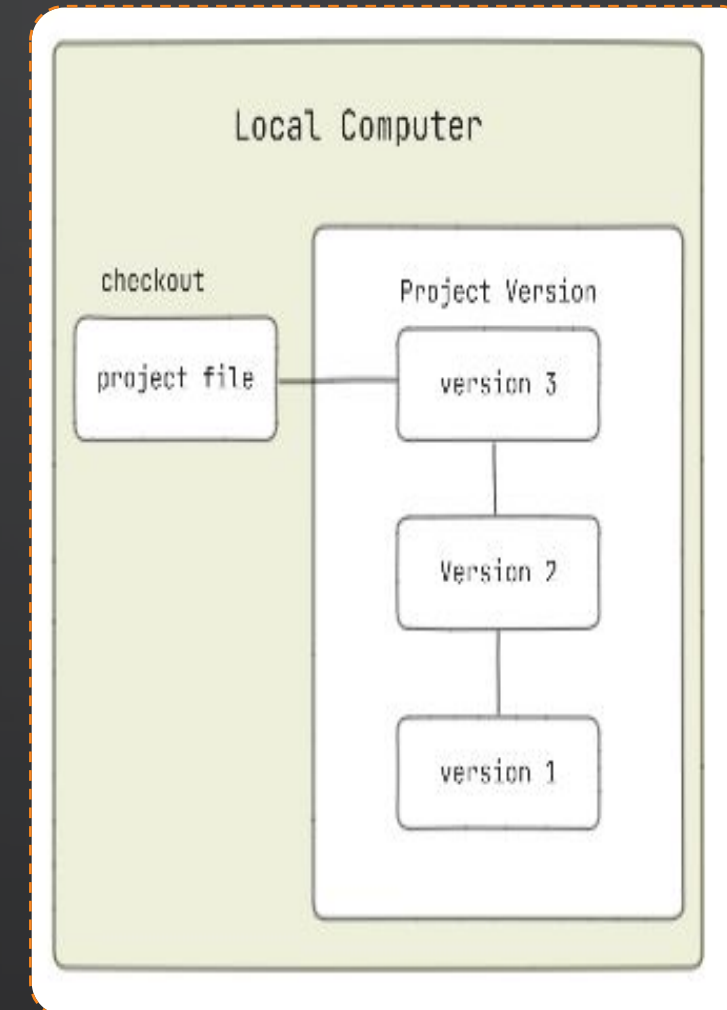 Local Computer
checkout
project file
Project Version
version 3
Version 2
version 1